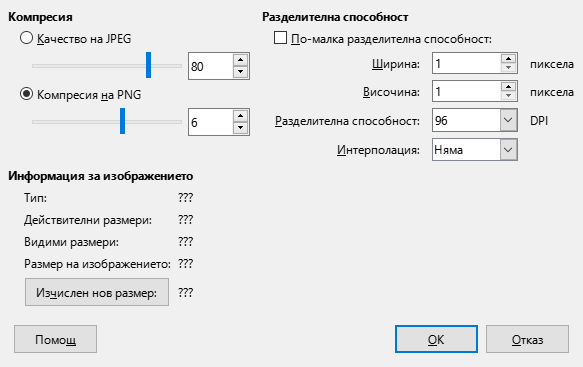 Компресия
Качество на JPEG
80
Компресия на PNG
6
Разделителна способност
По-малка разделителна способност:
Ширина: 1 пиксела
Височина: 1 пиксела
Разделителна способност: 96 DPI
Интерполация: Няма
Информация за изображението
Тип: ???
Действителни размери: ???
Видими размери: ???
Размер на изображението: ???
Изчислен нов размер: ???
Помощ OK Отказ